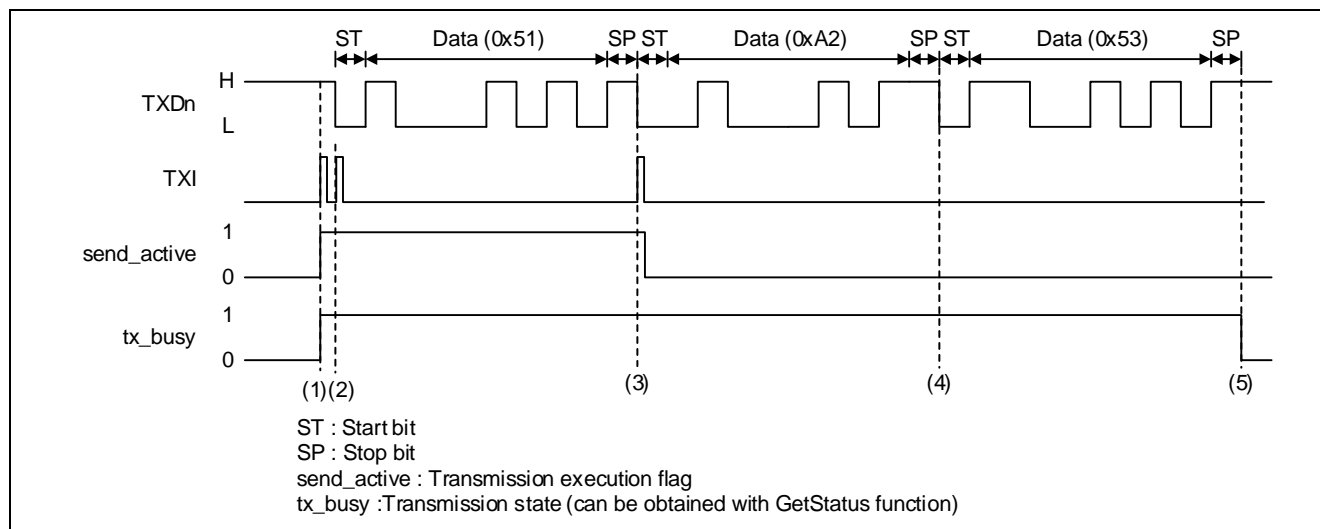 ST Data (0x51) SP ST Data (0xA2) SP ST Data (0x53) SP
H
TXDn
L
TXI
1
send_active
0
1
tx_busy
0
(1) (2) (3) (4) (5)
ST : Start bit
SP : Stop bit
send_active : Transmission execution flag
tx_busy :Transmission state (can be obtained with GetStatus function)